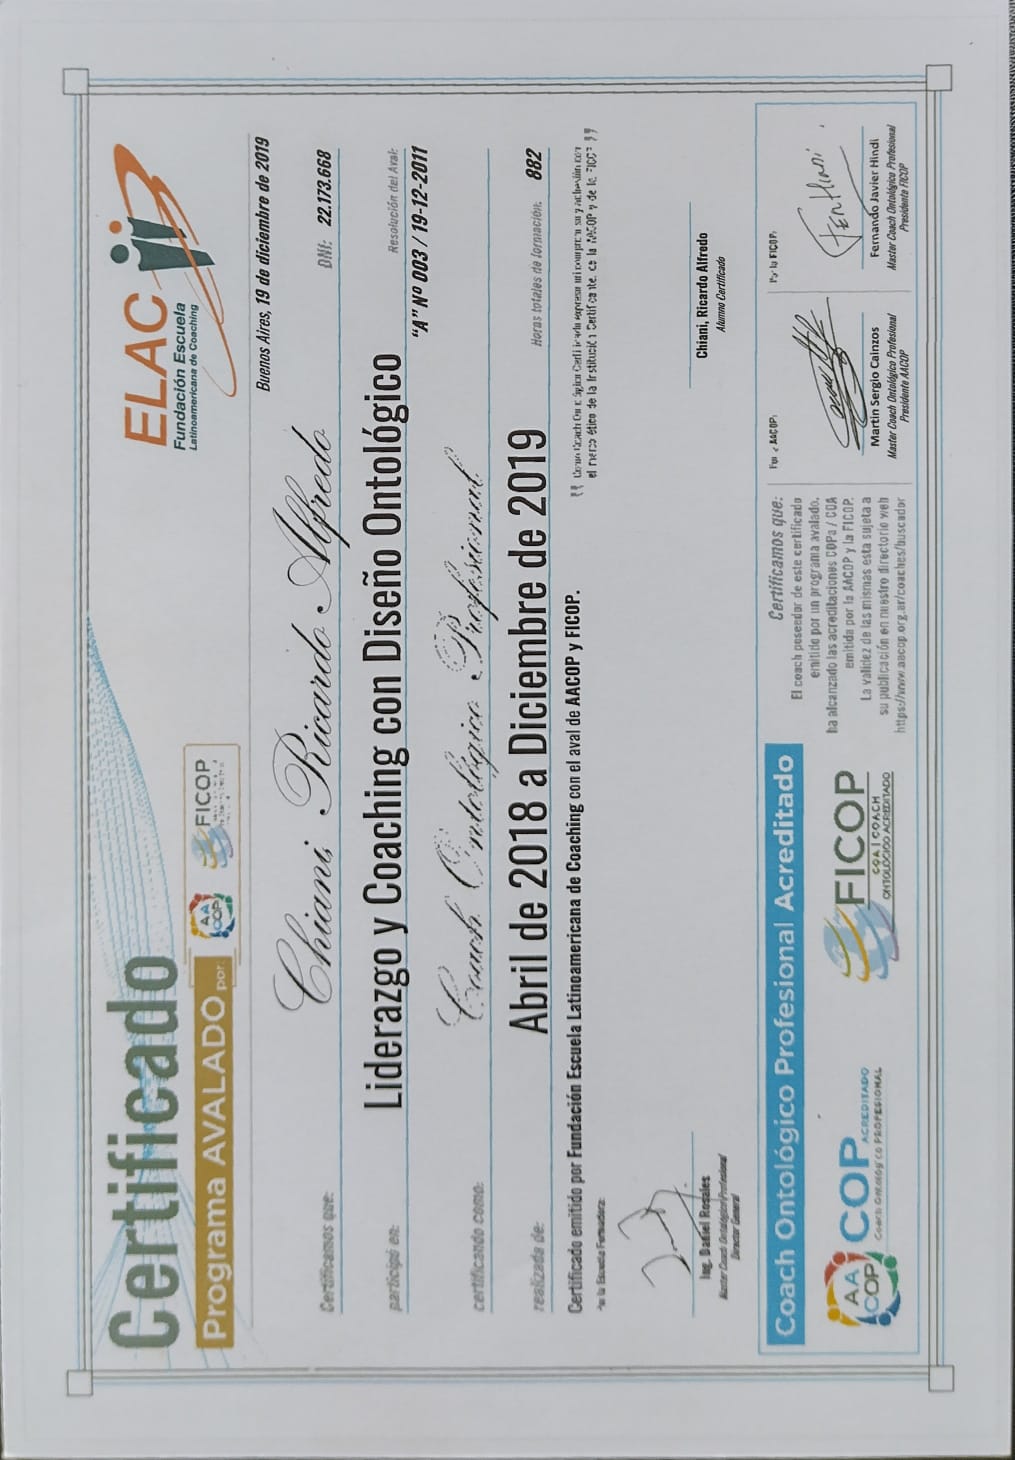 Certificado
ELAC
Fundación Escuela
Latinoamericana de Coaching
Programa AVALADO por:
AA COP
FICOP
Buenos Aires, 19 de diciembre de 2019
Certificamos que:
Chiani Ricardo Alfredo
DNI: 22.173.668
participó en:
Liderazgo y Coaching con Diseño Ontológico
Resolución del Aval:
"A" Nº 003 / 19-12-2011
certificando como:
Coach Ontológico Profesional
realizada de:
Abril de 2018 a Diciembre de 2019
Horas totales de formación: 882
Certificado emitido por Fundación Escuela Latinoamericana de Coaching con el aval de AACOP y FICOP.
Por la Escuela Formadora:
Como Coach Ontológico Certificado expreso mi compromiso y adhesión con
el marco ético de la Institución Certificante, de la AACOP y de la FICOP
Ing. Daniel Rosales
Master Coach Ontológico Profesional
Director General
Chiani, Ricardo Alfredo
Alumno Certificado
Coach Ontológico Profesional Acreditado
AA COP
COP ACREDITADO
COACH ONTOLÓGICO PROFESIONAL
FICOP
COA | COACH
ONTOLÓGICO ACREDITADO
Certificamos que:
El coach poseedor de este certificado
emitido por un programa avalado,
ha alcanzado las acreditaciones COPa / COA
emitida por la AACOP y la FICOP.
La validez de las mismas esta sujeta a
su publicación en nuestro directorio web
https://www.aacop.org.ar/coaches/buscador
Por AACOP:
Martín Sergio Cainzos
Master Coach Ontológico Profesional
Presidente AACOP
Por la FICOP:
Fernando Javier Hindi
Master Coach Ontológico Profesional
Presidente FICOP